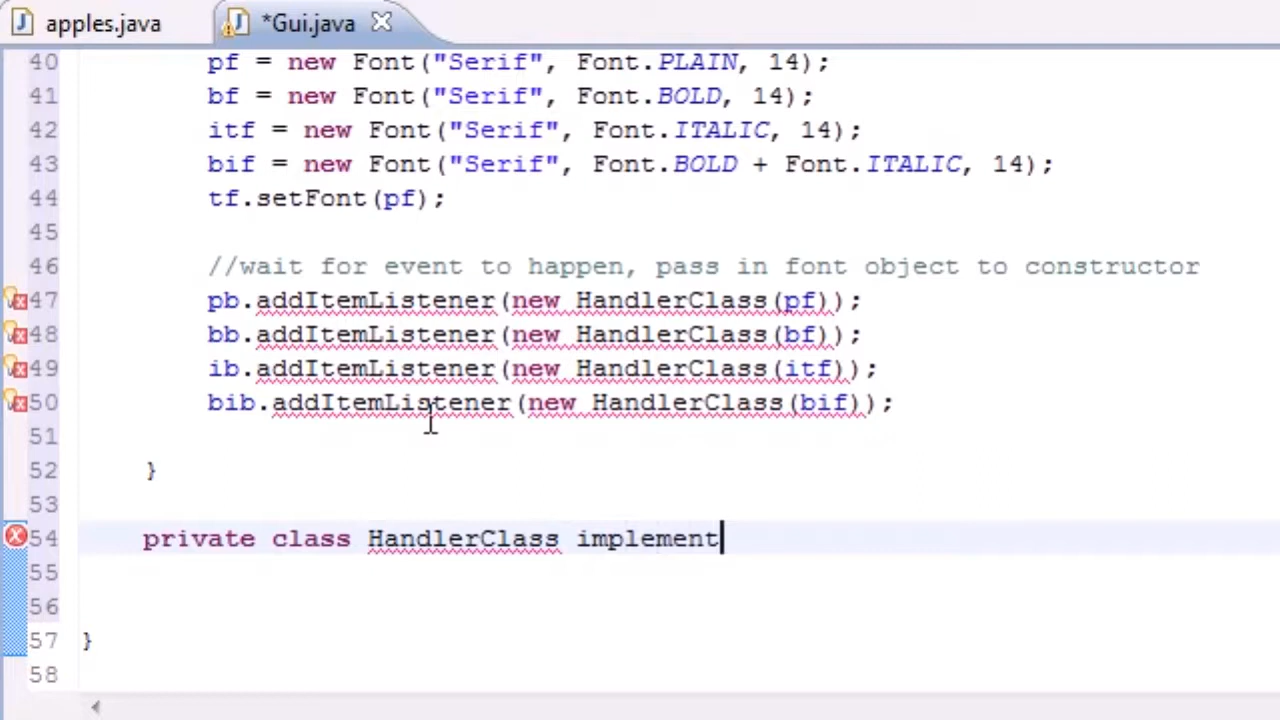 apples.java *Gui.java
40 pf = new Font("Serif", Font.PLAIN, 14);
41 bf = new Font("Serif", Font.BOLD, 14);
42 itf = new Font("Serif", Font.ITALIC, 14);
43 bif = new Font("Serif", Font.BOLD + Font.ITALIC, 14);
44 tf.setFont(pf);
45
46 //wait for event to happen, pass in font object to constructor
47 pb.addItemListener(new HandlerClass(pf));
48 bb.addItemListener(new HandlerClass(bf));
49 ib.addItemListener(new HandlerClass(itf));
50 bib.addItemListener(new HandlerClass(bif));
51
52 }
53
54 private class HandlerClass implement
55
56
57 }
58